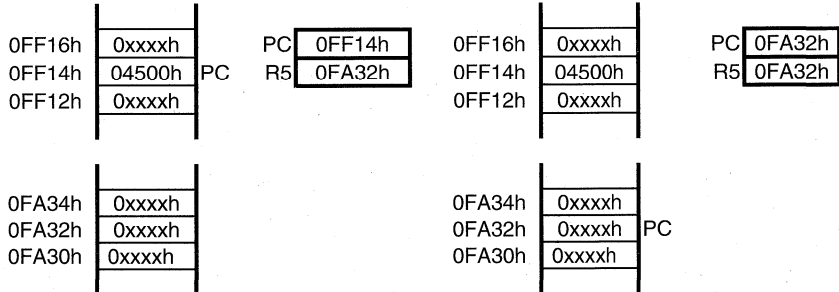 0FF16h 0xxxxh PC 0FF14h 0FF16h 0xxxxh PC 0FA32h
0FF14h 04500h PC R5 0FA32h 0FF14h 04500h R5 0FA32h
0FF12h 0xxxxh 0FF12h 0xxxxh
0FA34h 0xxxxh 0FA34h 0xxxxh
0FA32h 0xxxxh 0FA32h 0xxxxh PC
0FA30h 0xxxxh 0FA30h 0xxxxh